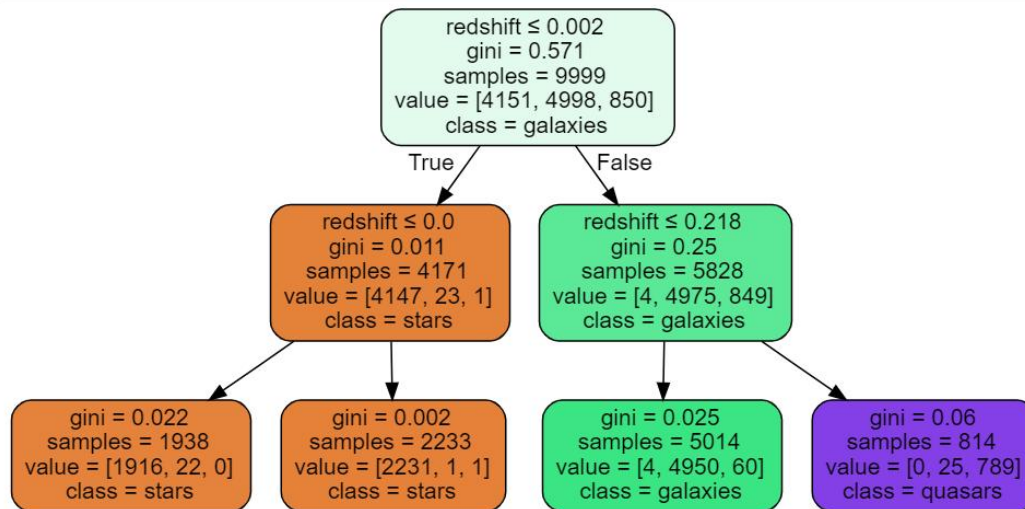 redshift ≤ 0.002
gini = 0.571
samples = 9999
value = [4151, 4998, 850]
class = galaxies
True
False
redshift ≤ 0.0
gini = 0.011
samples = 4171
value = [4147, 23, 1]
class = stars
redshift ≤ 0.218
gini = 0.25
samples = 5828
value = [4, 4975, 849]
class = galaxies
gini = 0.022
samples = 1938
value = [1916, 22, 0]
class = stars
gini = 0.002
samples = 2233
value = [2231, 1, 1]
class = stars
gini = 0.025
samples = 5014
value = [4, 4950, 60]
class = galaxies
gini = 0.06
samples = 814
value = [0, 25, 789]
class = quasars